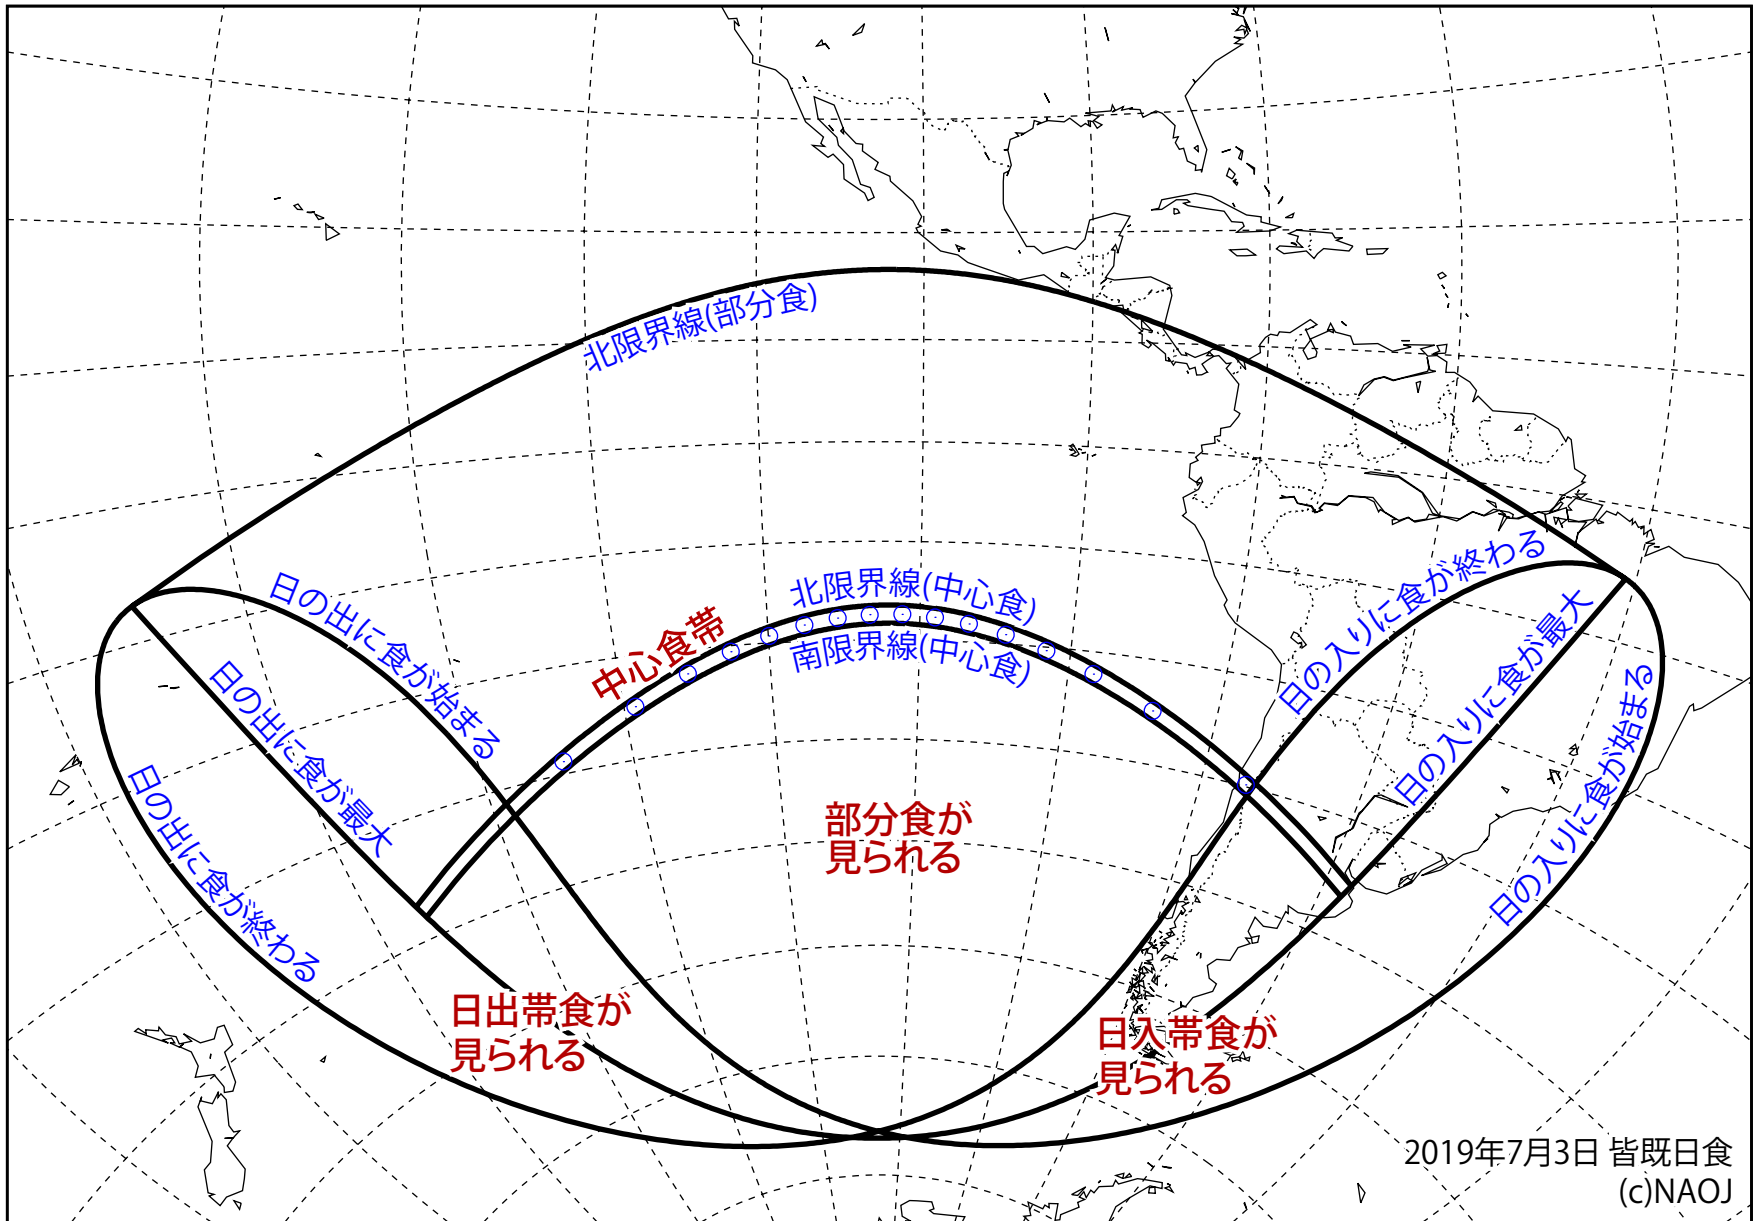 北限界線(部分食)
北限界線(中心食)
南限界線(中心食)
中心食帯
日の出に食が始まる
日の出に食が最大
日の出に食が終わる
日の入りに食が終わる
日の入りに食が最大
日の入りに食が始まる
部分食が
見られる
日出帯食が
見られる
日入帯食が
見られる
2019年7月3日 皆既日食
(c)NAOJ